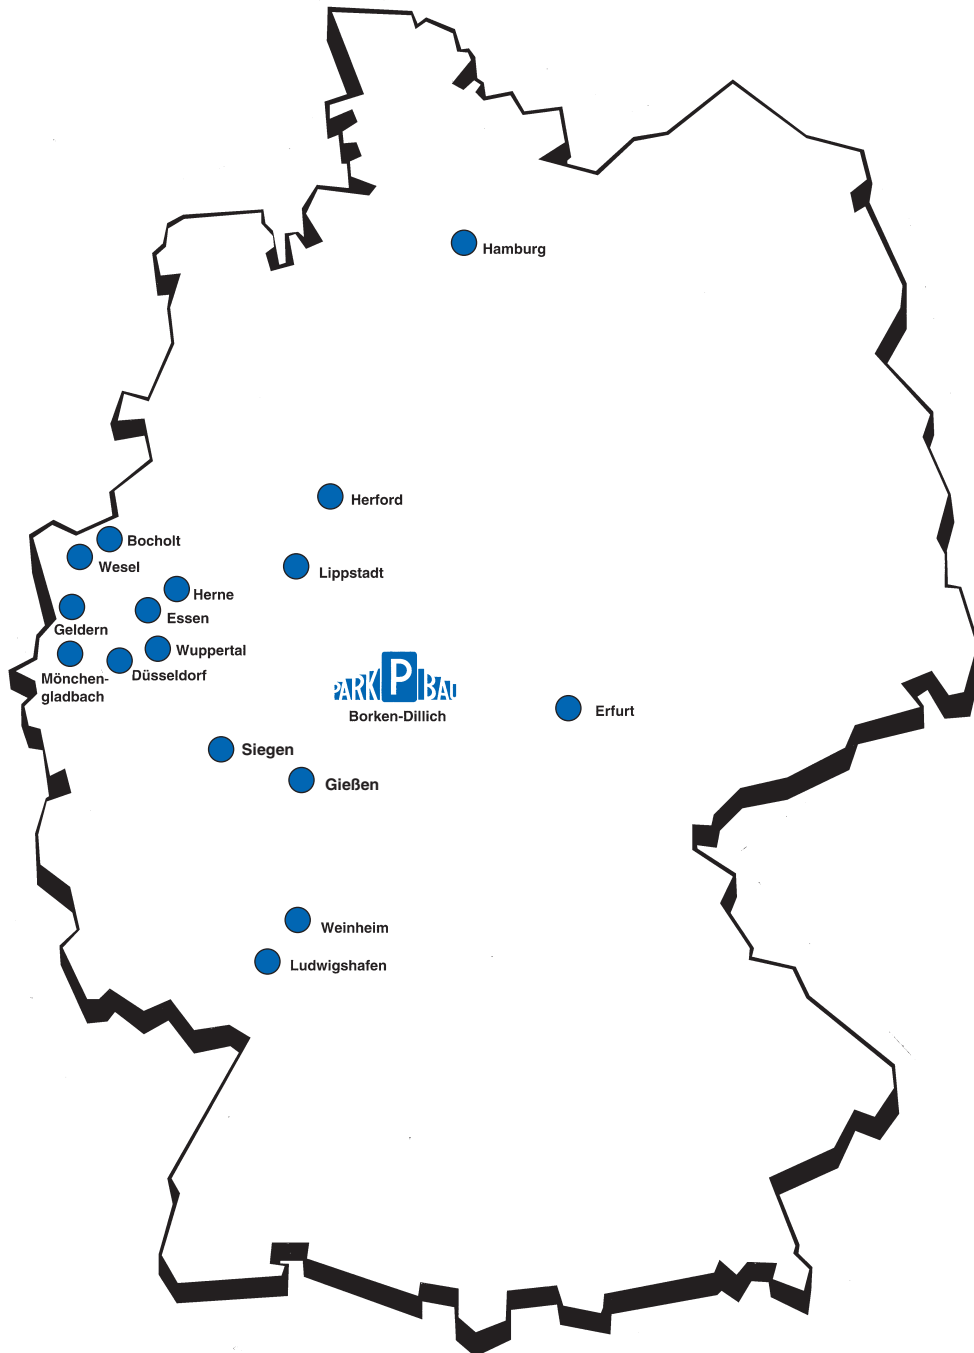 Hamburg
Herford
Bocholt
Wesel
Lippstadt
Herne
Essen
Geldern
Wuppertal
Düsseldorf
Mönchen-
gladbach
PARK P BAU
Borken-Dillich
Erfurt
Siegen
Gießen
Weinheim
Ludwigshafen